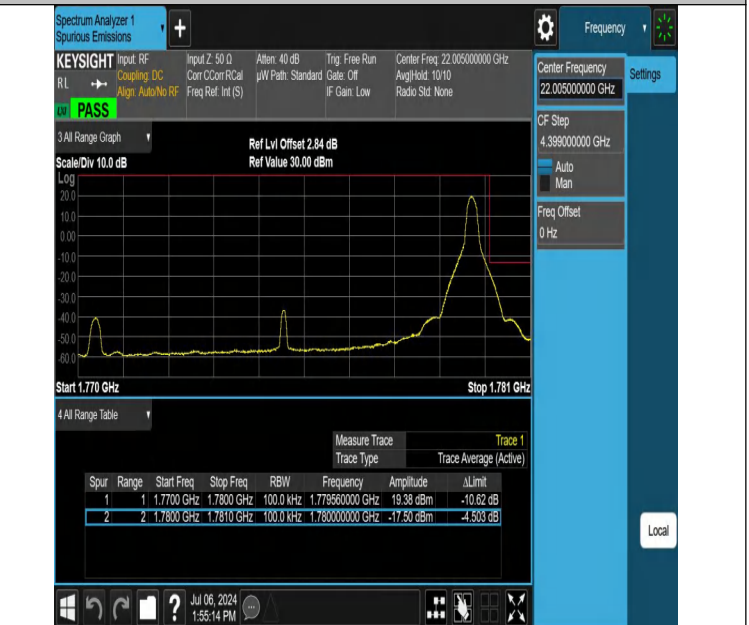 Spectrum Analyzer 1
Spurious Emissions
+
Frequency
KEYSIGHT Input: RF Input Z: 50 Ω Atten: 40 dB Trig: Free Run Center Freq: 22.005000000 GHz
RL Coupling: DC Corr CCorr RCal µW Path: Standard Gate: Off Avg|Hold: 10/10
Align: Auto/No RF Freq Ref: Int (S) IF Gain: Low Radio Std: None
PASS
Center Frequency
22.005000000 GHz
Settings
CF Step
4.399000000 GHz
Auto
Man
Freq Offset
0 Hz
3 All Range Graph
Ref Lvl Offset 2.84 dB
Scale/Div 10.0 dB Ref Value 30.00 dBm
Log
20.0
10.0
0.00
-10.0
-20.0
-30.0
-40.0
-50.0
-60.0
Start 1.770 GHz Stop 1.781 GHz
4 All Range Table
Measure Trace Trace 1
Trace Type Trace Average (Active)
Spur Range Start Freq Stop Freq RBW Frequency Amplitude ΔLimit
1 1 1.7700 GHz 1.7800 GHz 100.0 kHz 1.779560000 GHz 19.38 dBm -10.62 dB
2 2 1.7800 GHz 1.7810 GHz 100.0 kHz 1.780000000 GHz -17.50 dBm -4.503 dB
Local
? Jul 06, 2024
1:55:14 PM